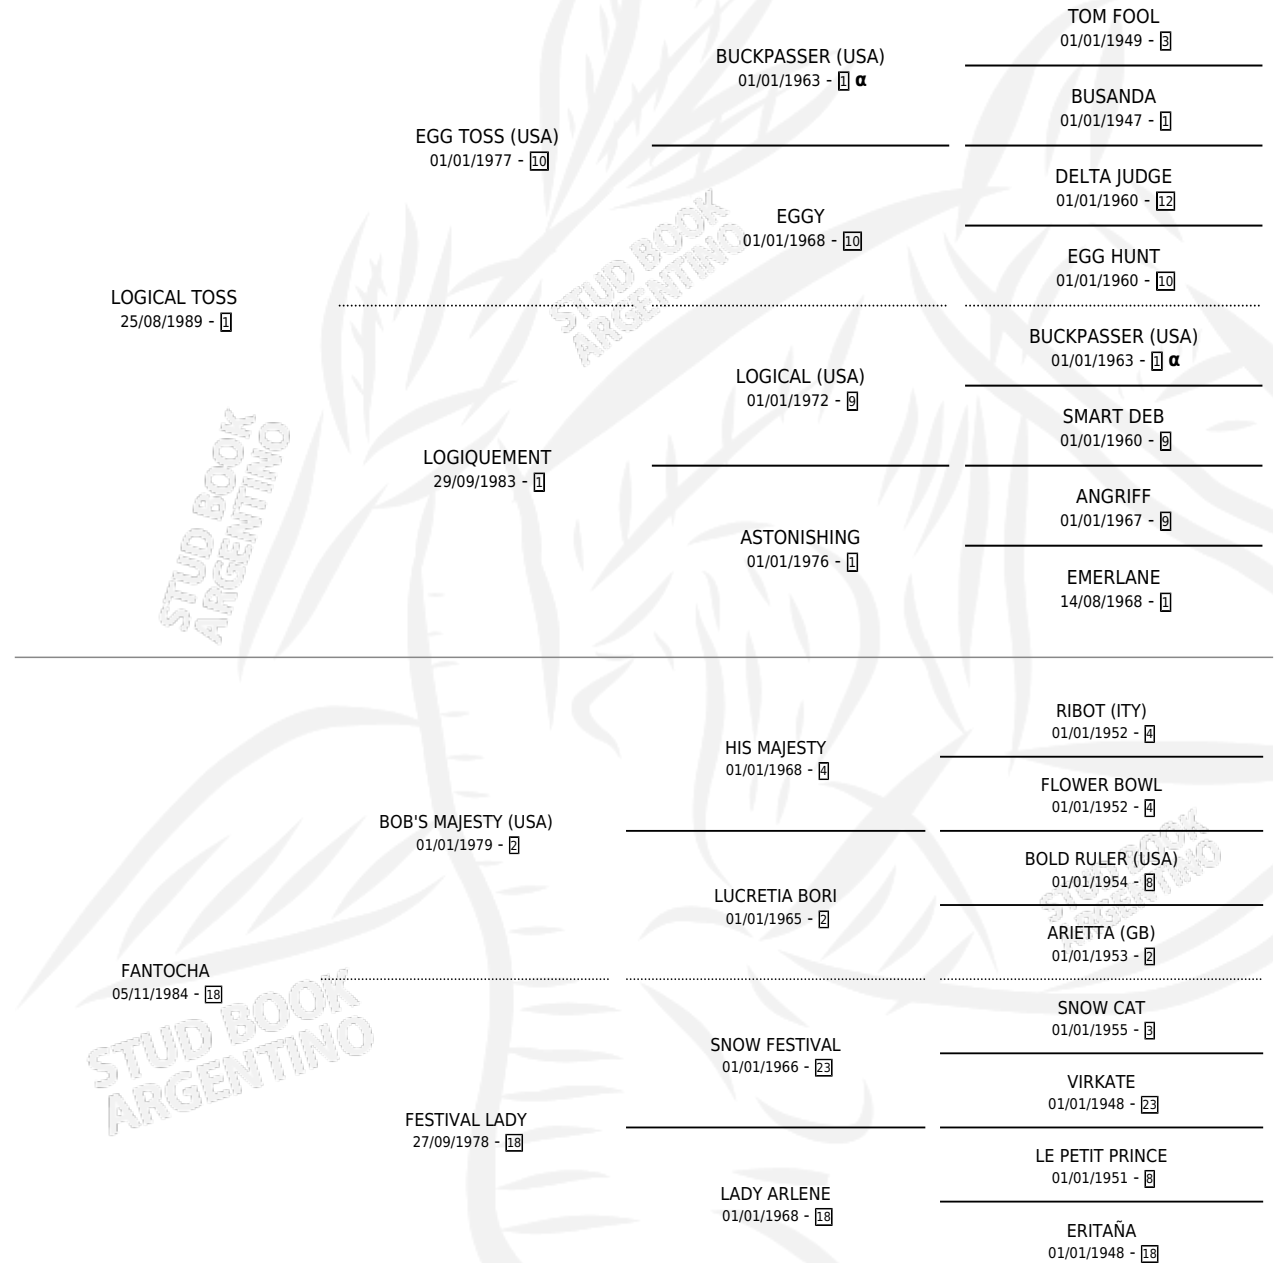 TOM FOOL
01/01/1949 - 3
BUCKPASSER (USA)
01/01/1963 - 1 α
BUSANDA
01/01/1947 - 1
EGG TOSS (USA)
01/01/1977 - 10
DELTA JUDGE
01/01/1960 - 12
EGGY
01/01/1968 - 10
EGG HUNT
01/01/1960 - 10
LOGICAL TOSS
25/08/1989 - 1
BUCKPASSER (USA)
01/01/1963 - 1 α
LOGICAL (USA)
01/01/1972 - 9
SMART DEB
01/01/1960 - 9
LOGIQUEMENT
29/09/1983 - 1
ANGRIFF
01/01/1967 - 9
ASTONISHING
01/01/1976 - 1
EMERLANE
14/08/1968 - 1
RIBOT (ITY)
01/01/1952 - 4
HIS MAJESTY
01/01/1968 - 4
FLOWER BOWL
01/01/1952 - 4
BOB'S MAJESTY (USA)
01/01/1979 - 2
BOLD RULER (USA)
01/01/1954 - 8
LUCRETIA BORI
01/01/1965 - 2
ARIETTA (GB)
01/01/1953 - 2
FANTOCHA
05/11/1984 - 18
SNOW CAT
01/01/1955 - 3
SNOW FESTIVAL
01/01/1966 - 23
VIRKATE
01/01/1948 - 23
FESTIVAL LADY
27/09/1978 - 18
LE PETIT PRINCE
01/01/1951 - 8
LADY ARLENE
01/01/1968 - 18
ERITAÑA
01/01/1948 - 18
STUD BOOK
ARGENTINO
STUD BOOK
ARGENTINO
STUD BOOK
ARGENTINO
STUD BOOK
ARGENTINO